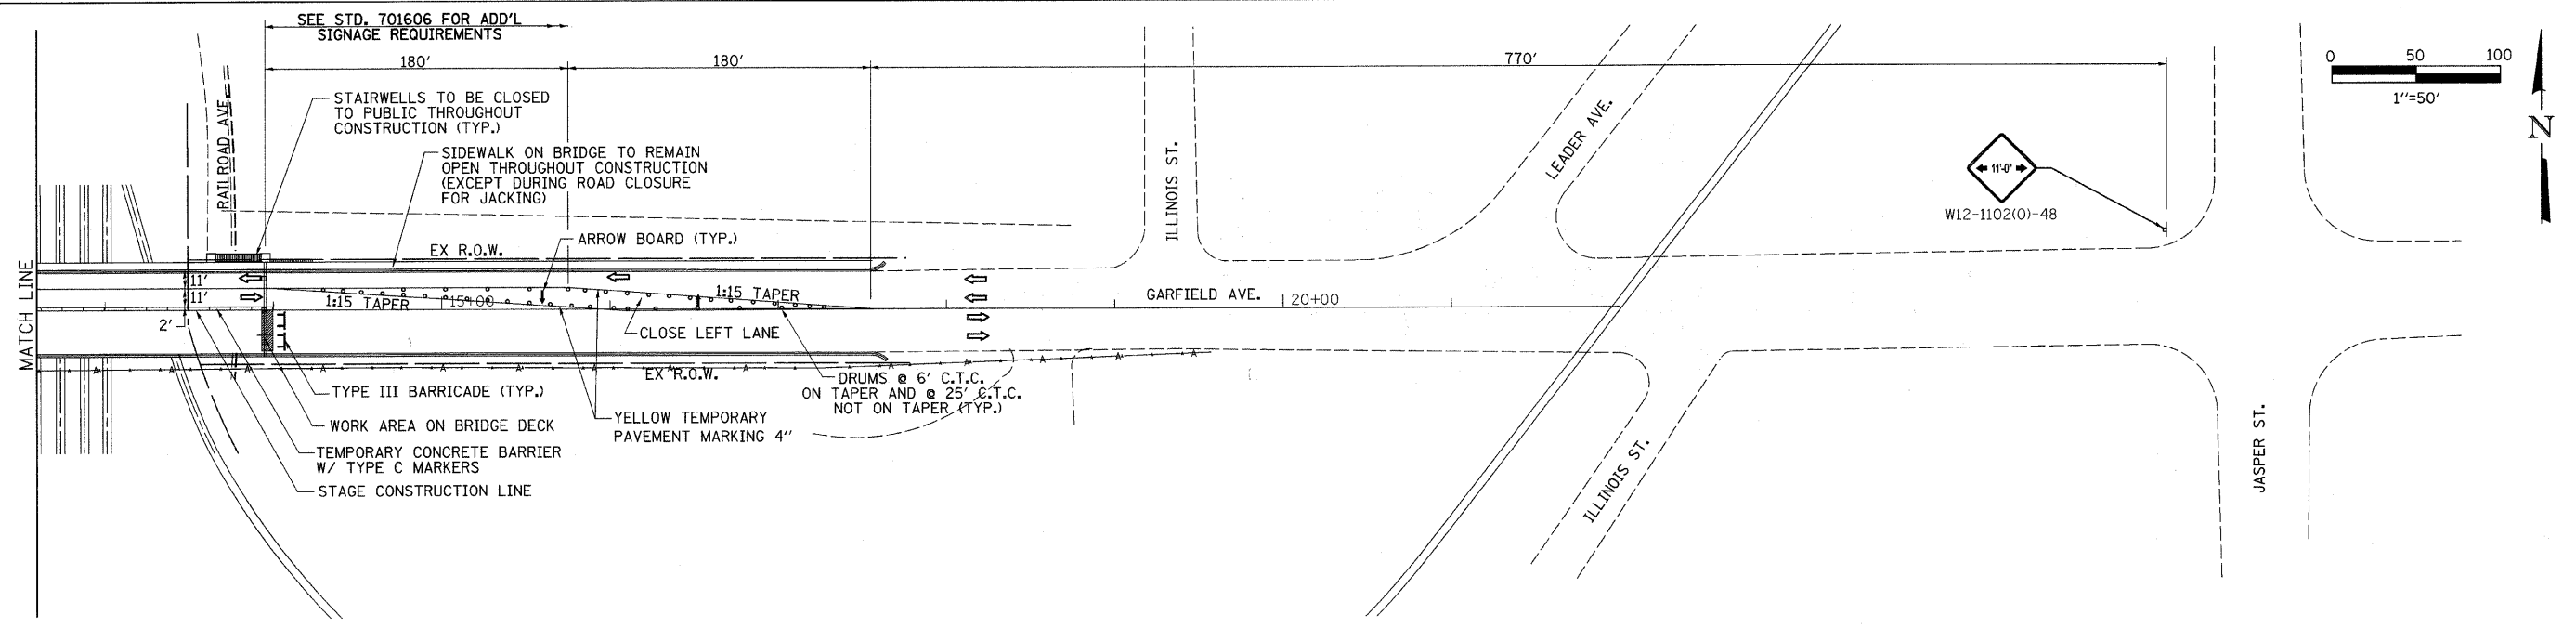 SEE STD. 701606 FOR ADD'L
SIGNAGE REQUIREMENTS
180'
180'
770'
0 50 100
1"=50'
N
RAILROAD AVE.
STAIRWELLS TO BE CLOSED
TO PUBLIC THROUGHOUT
CONSTRUCTION (TYP.)
SIDEWALK ON BRIDGE TO REMAIN
OPEN THROUGHOUT CONSTRUCTION
(EXCEPT DURING ROAD CLOSURE
FOR JACKING)
ILLINOIS ST.
LEADER AVE.
11'-0"
W12-1102(O)-48
ARROW BOARD (TYP.)
EX R.O.W.
MATCH LINE
11'
11'
2'
1:15 TAPER
15+00
1:15 TAPER
GARFIELD AVE.
20+00
CLOSE LEFT LANE
EX R.O.W.
DRUMS @ 6' C.T.C.
ON TAPER AND @ 25' C.T.C.
NOT ON TAPER (TYP.)
TYPE III BARRICADE (TYP.)
YELLOW TEMPORARY
PAVEMENT MARKING 4"
WORK AREA ON BRIDGE DECK
TEMPORARY CONCRETE BARRIER
W/ TYPE C MARKERS
STAGE CONSTRUCTION LINE
ILLINOIS ST.
JASPER ST.